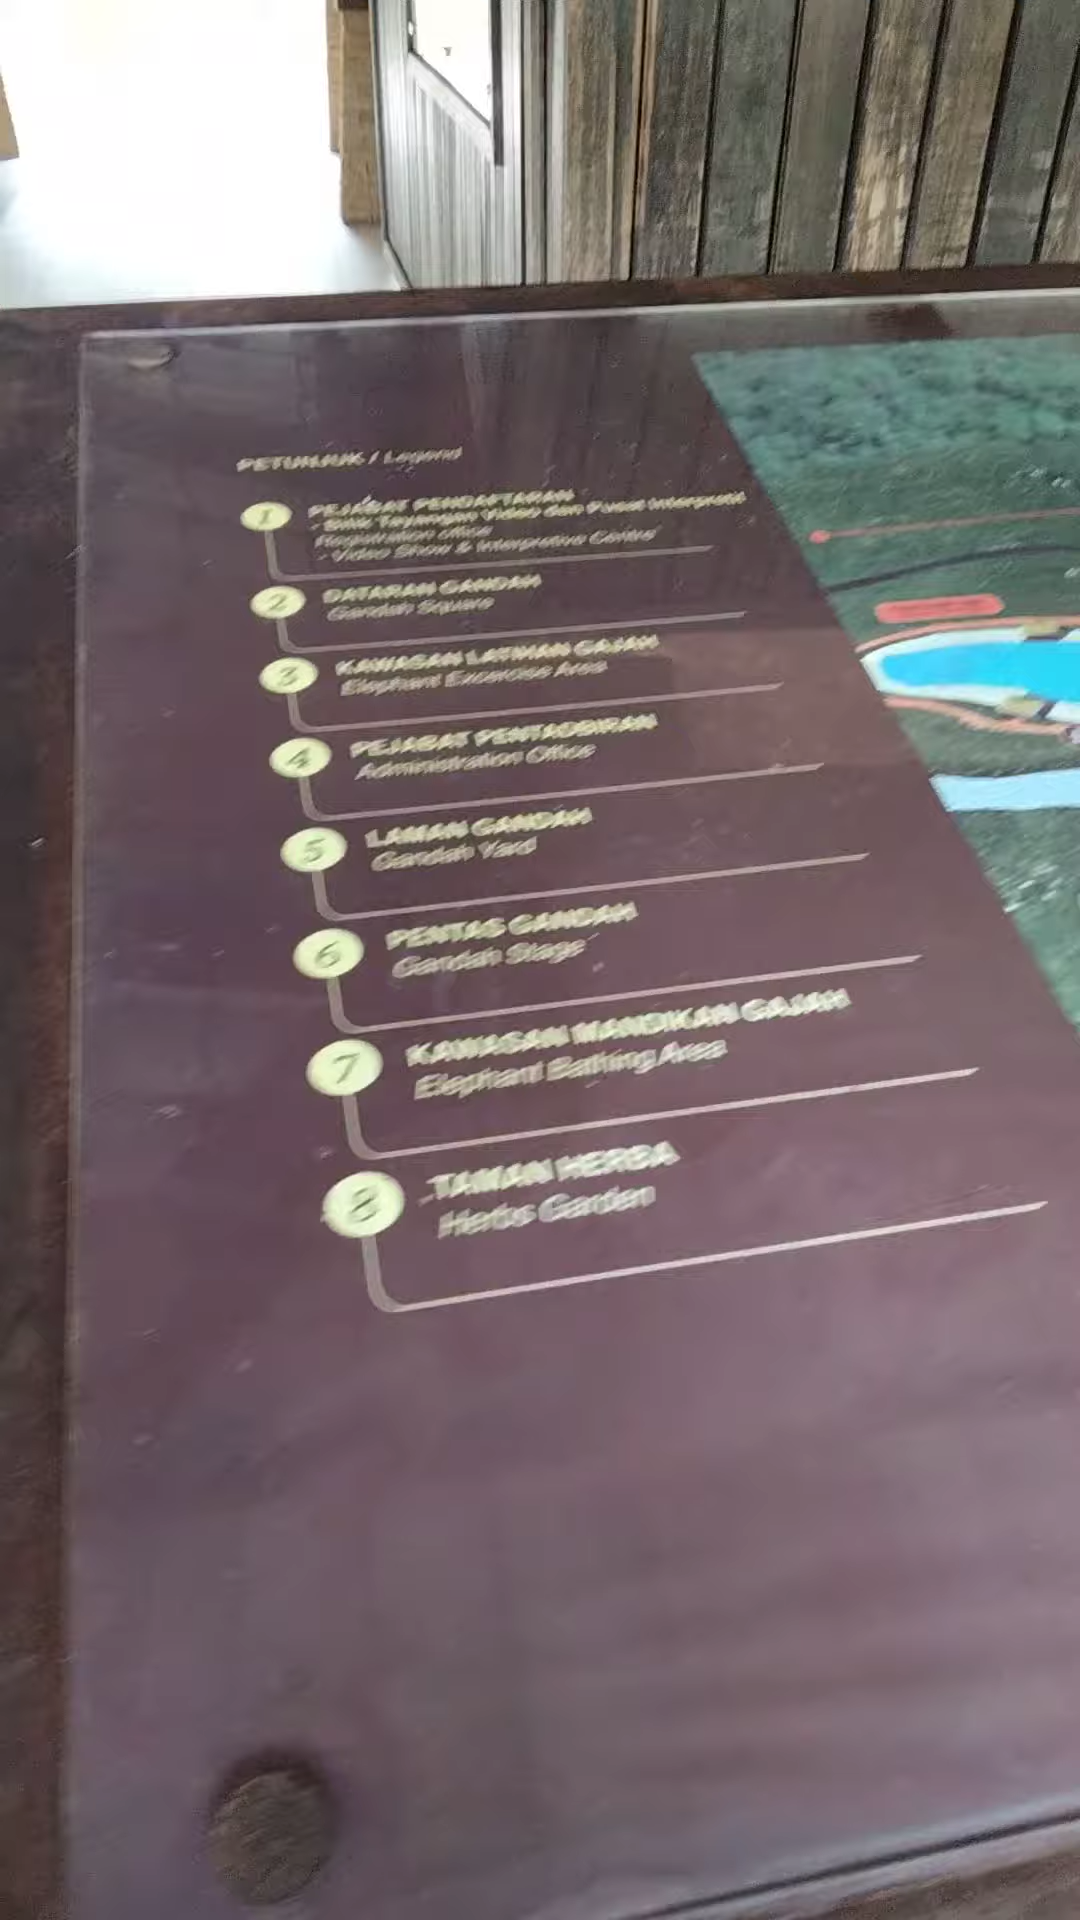 PETUNJUK / Legend
1
PEJABAT PENDAFTARAN
- Bilik Tayangan Video dan Pusat Interpretif
Registration office
- Video Show & Interpretive Centre
2
DATARAN GANDAH
Gandah Square
3
KAWASAN LATIHAN GAJAH
Elephant Excercise Area
4
PEJABAT PENTADBIRAN
Administration Office
5
LAMAN GANDAH
Gandah Yard
6
PENTAS GANDAH
Gandah Stage
7
KAWASAN MANDIKAN GAJAH
Elephant Bathing Area
8
TAMAN HERBA
Herbs Garden